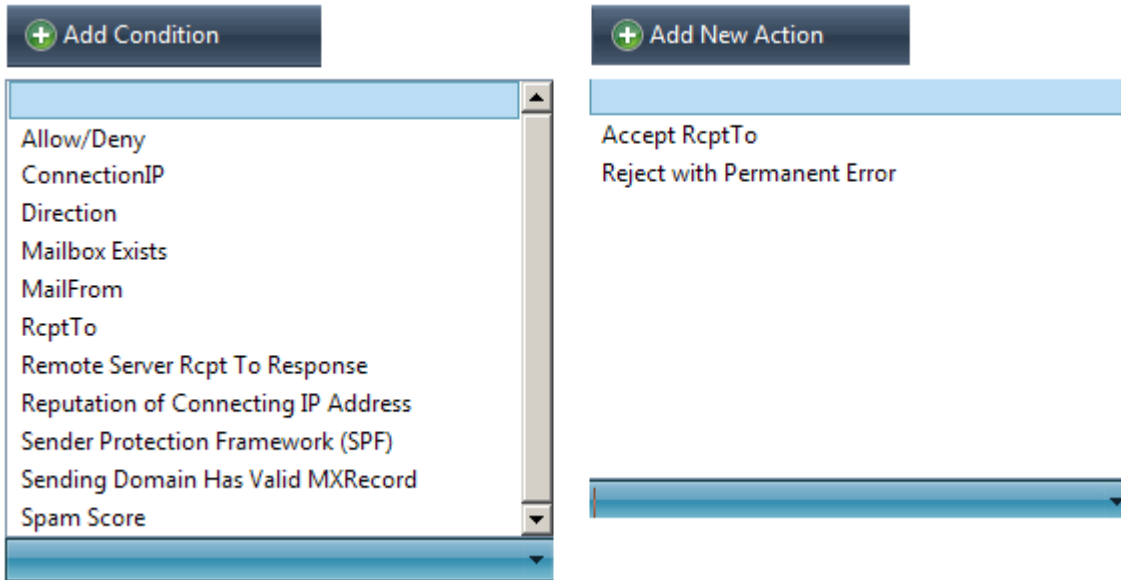 Add Condition
Allow/Deny
ConnectionIP
Direction
Mailbox Exists
MailFrom
RcptTo
Remote Server Rcpt To Response
Reputation of Connecting IP Address
Sender Protection Framework (SPF)
Sending Domain Has Valid MXRecord
Spam Score
Add New Action
Accept RcptTo
Reject with Permanent Error